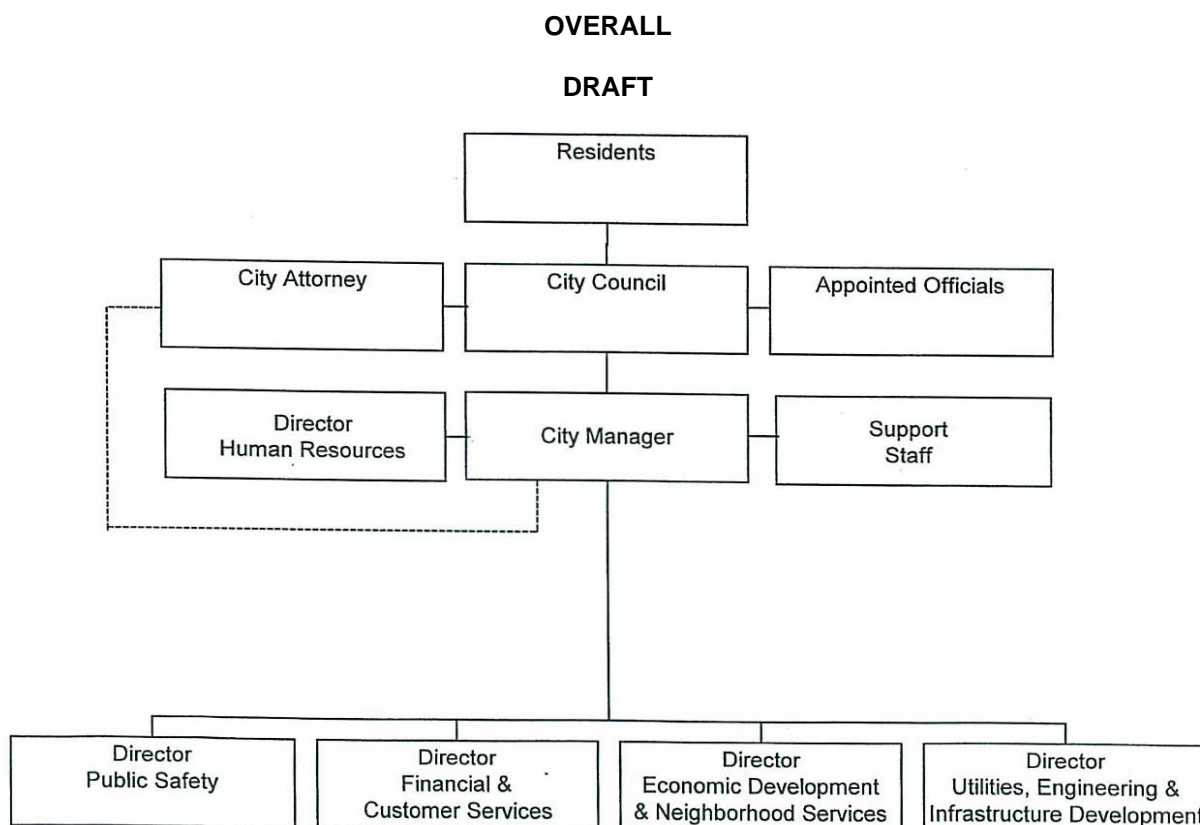 OVERALL
DRAFT
Residents
City Attorney
City Council
Appointed Officials
Director
Human Resources
City Manager
Support
Staff
Director
Public Safety
Director
Financial &
Customer Services
Director
Economic Development
& Neighborhood Services
Director
Utilities, Engineering &
Infrastructure Development